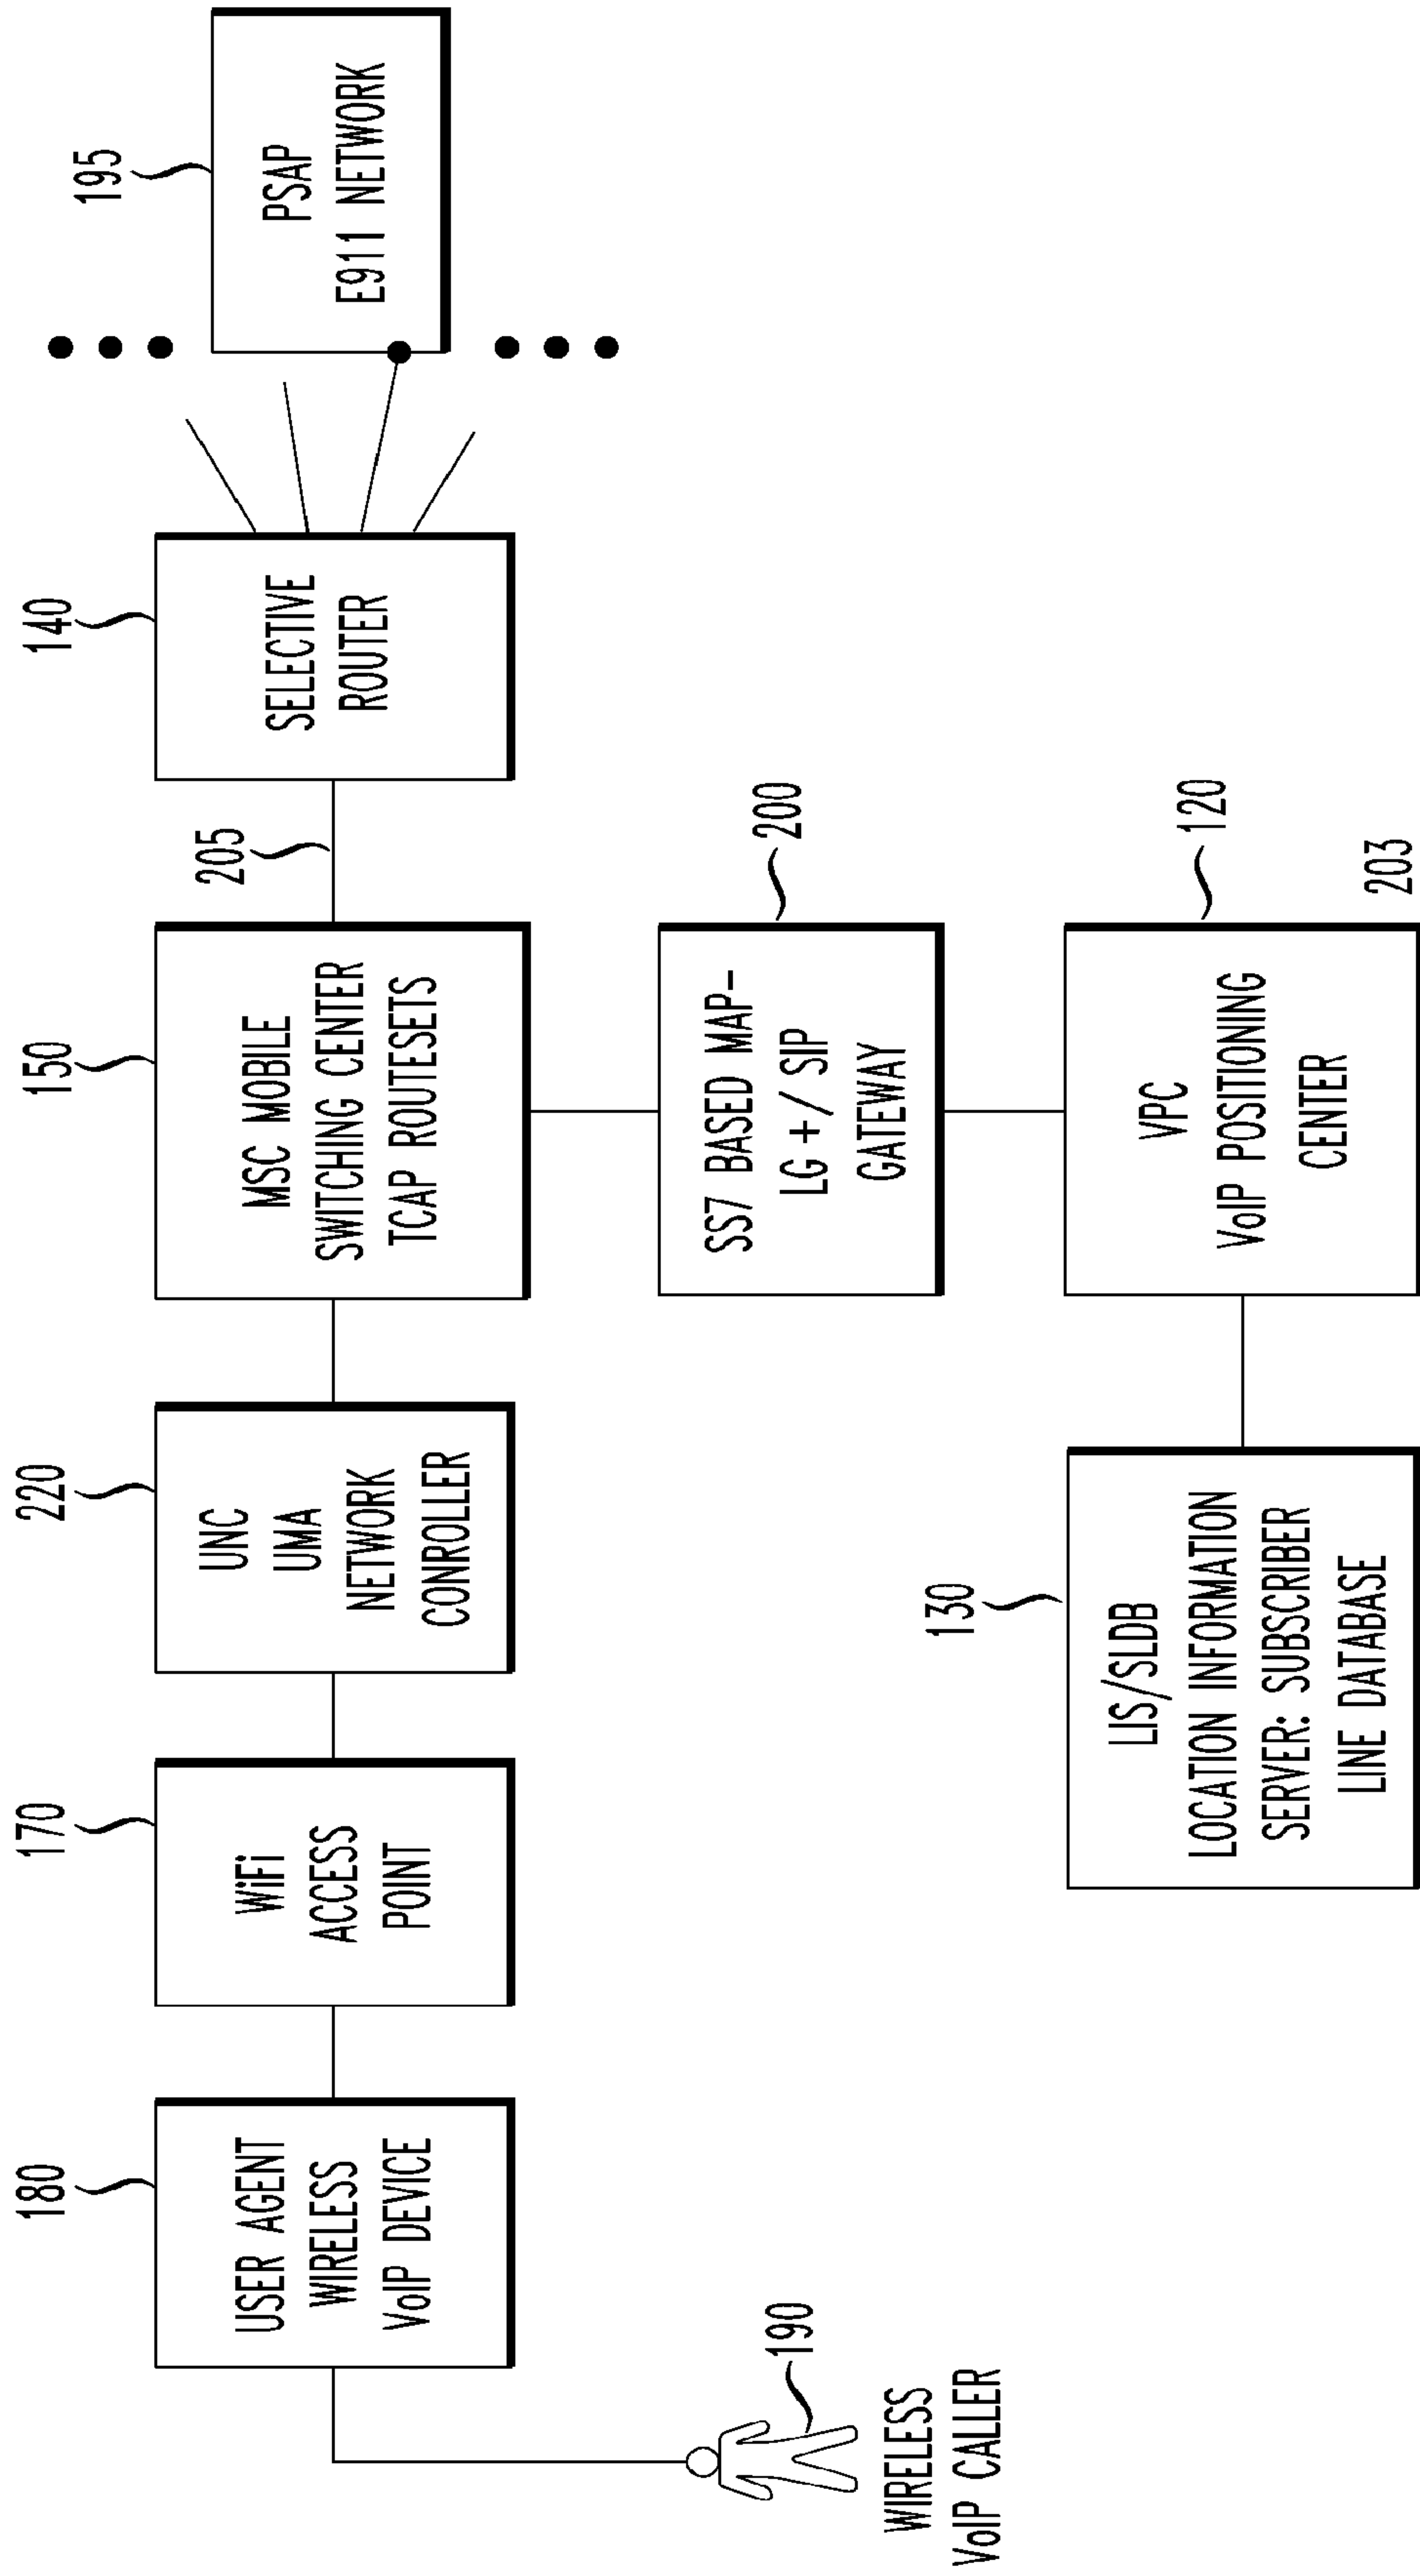 180
USER AGENT
WIRELESS
VoIP DEVICE
170
WiFi
ACCESS
POINT
220
UNC
UMA
NETWORK
CONROLLER
150
MSC MOBILE
SWITCHING CENTER
TCAP ROUTESETS
205
140
SELECTIVE
ROUTER
195
PSAP
E911 NETWORK
190
WIRELESS
VoIP CALLER
200
SS7 BASED MAP-
LG +/ SIP
GATEWAY
130
LIS/SLDB
LOCATION INFORMATION
SERVER: SUBSCRIBER
LINE DATABASE
120
VPC
VoIP POSITIONING
CENTER
203